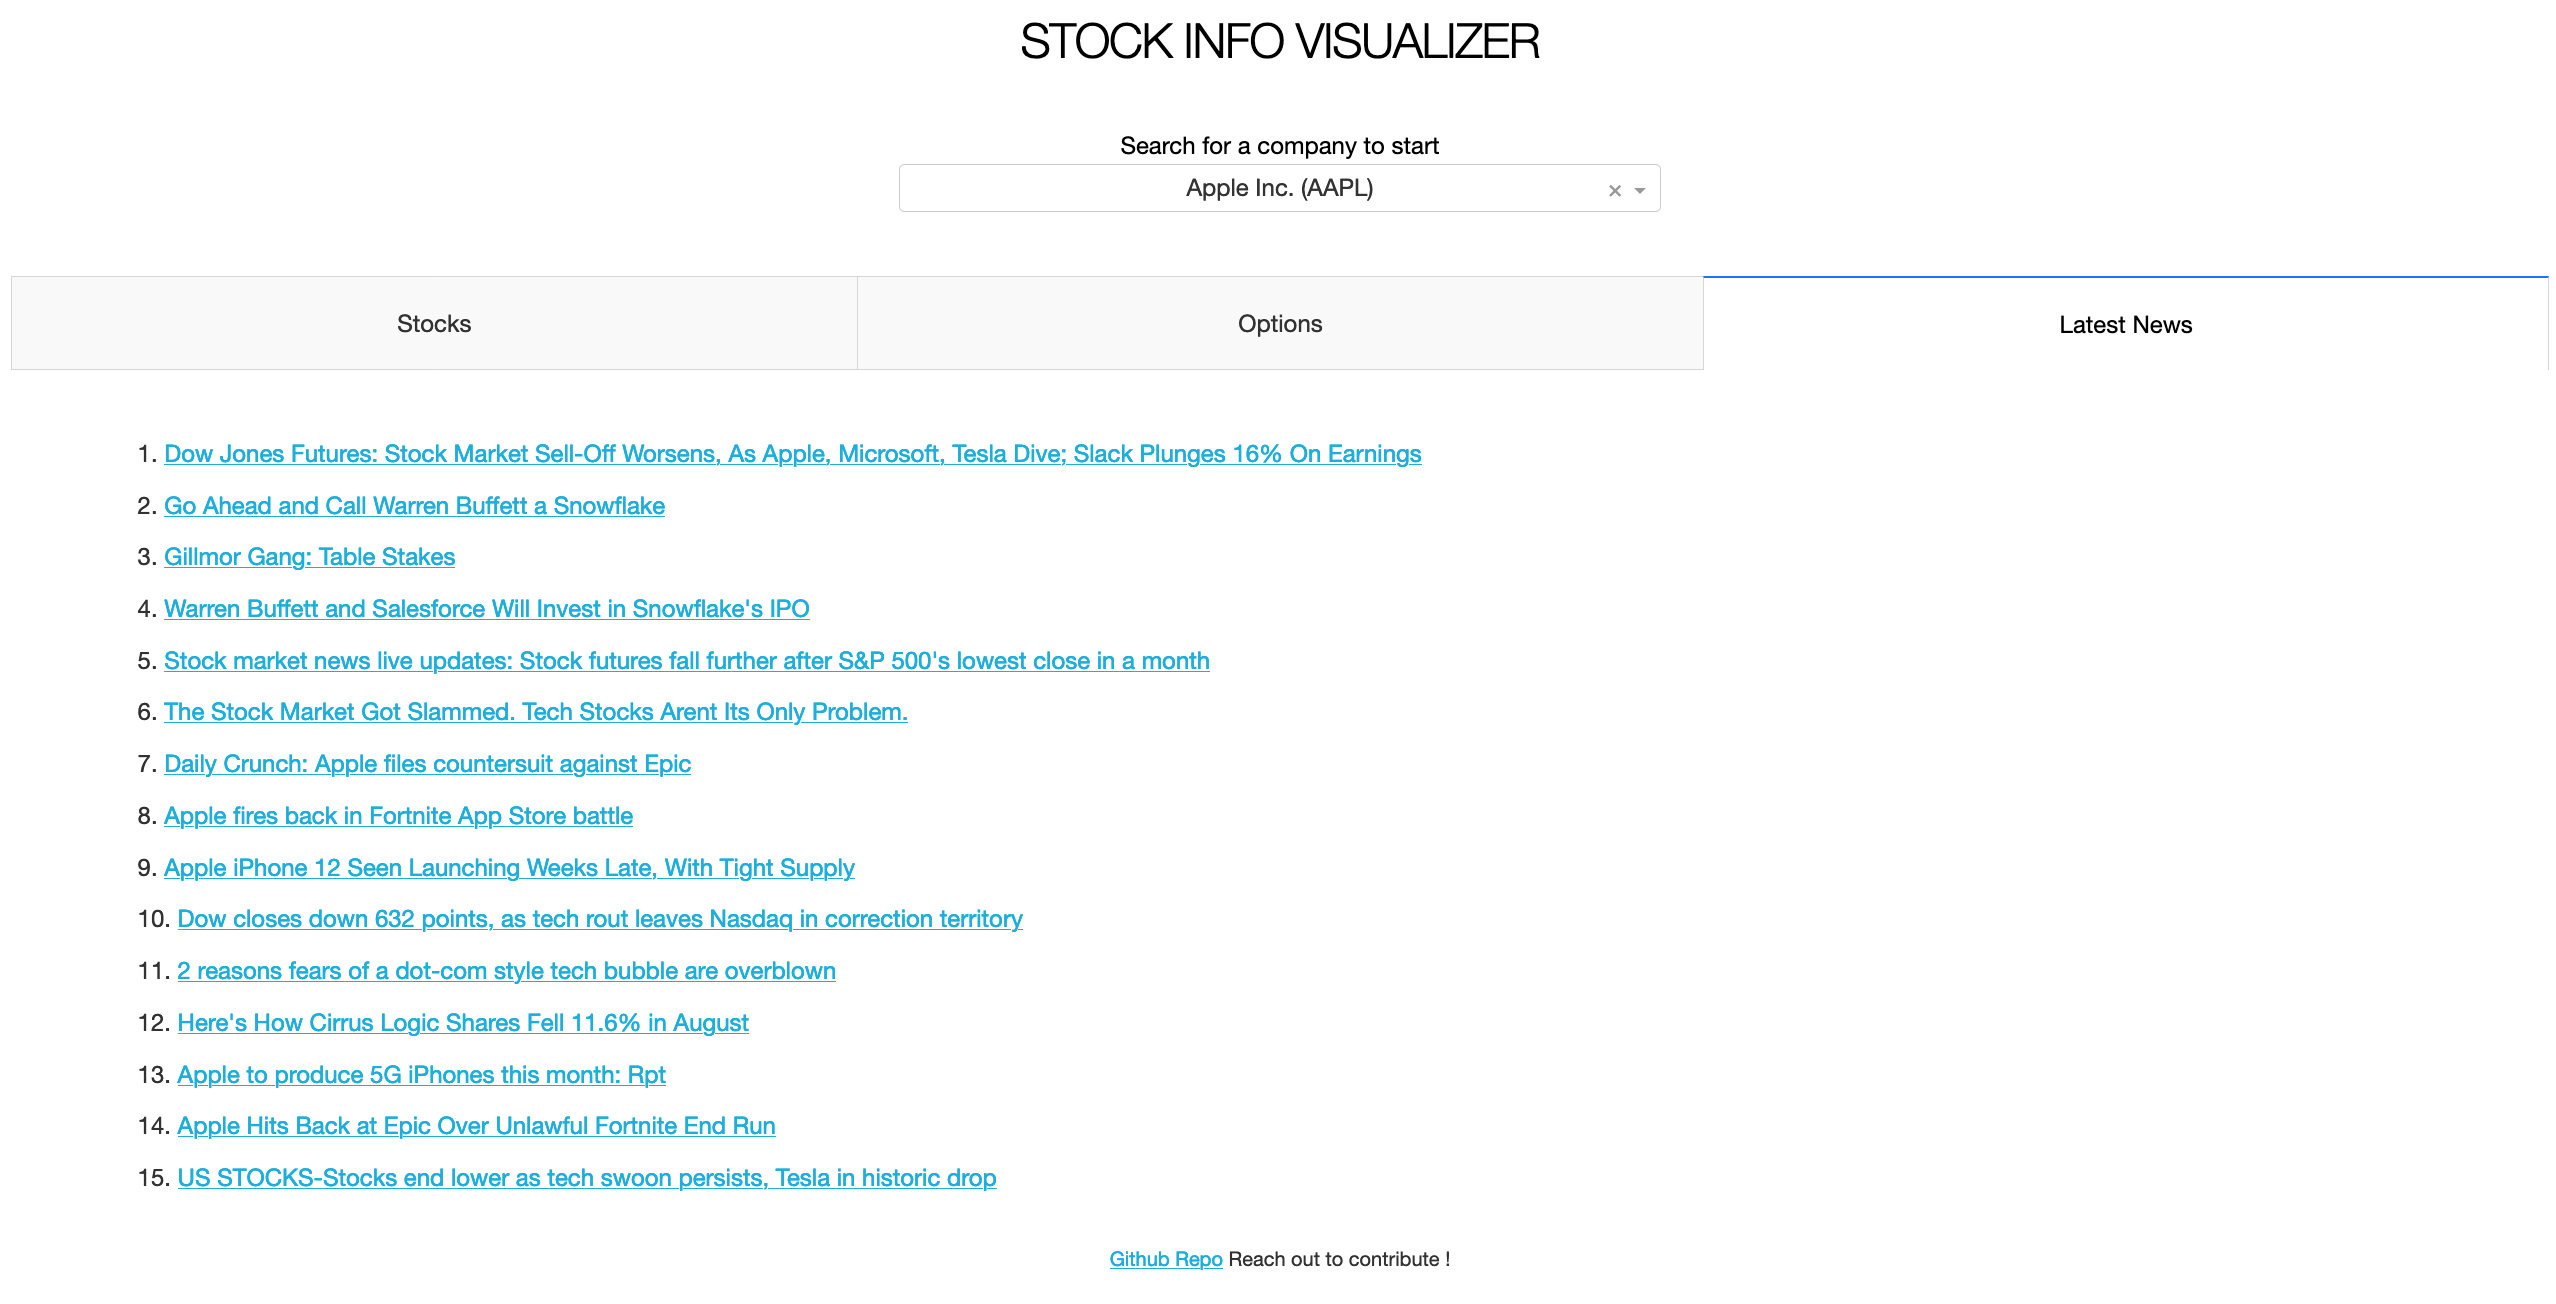 STOCK INFO VISUALIZER
Search for a company to start
Apple Inc. (AAPL)
Stocks
Options
Latest News
1. Dow Jones Futures: Stock Market Sell-Off Worsens, As Apple, Microsoft, Tesla Dive; Slack Plunges 16% On Earnings
2. Go Ahead and Call Warren Buffett a Snowflake
3. Gillmor Gang: Table Stakes
4. Warren Buffett and Salesforce Will Invest in Snowflake's IPO
5. Stock market news live updates: Stock futures fall further after S&P 500's lowest close in a month
6. The Stock Market Got Slammed. Tech Stocks Arent Its Only Problem.
7. Daily Crunch: Apple files countersuit against Epic
8. Apple fires back in Fortnite App Store battle
9. Apple iPhone 12 Seen Launching Weeks Late, With Tight Supply
10. Dow closes down 632 points, as tech rout leaves Nasdaq in correction territory
11. 2 reasons fears of a dot-com style tech bubble are overblown
12. Here's How Cirrus Logic Shares Fell 11.6% in August
13. Apple to produce 5G iPhones this month: Rpt
14. Apple Hits Back at Epic Over Unlawful Fortnite End Run
15. US STOCKS-Stocks end lower as tech swoon persists, Tesla in historic drop
Github Repo Reach out to contribute !